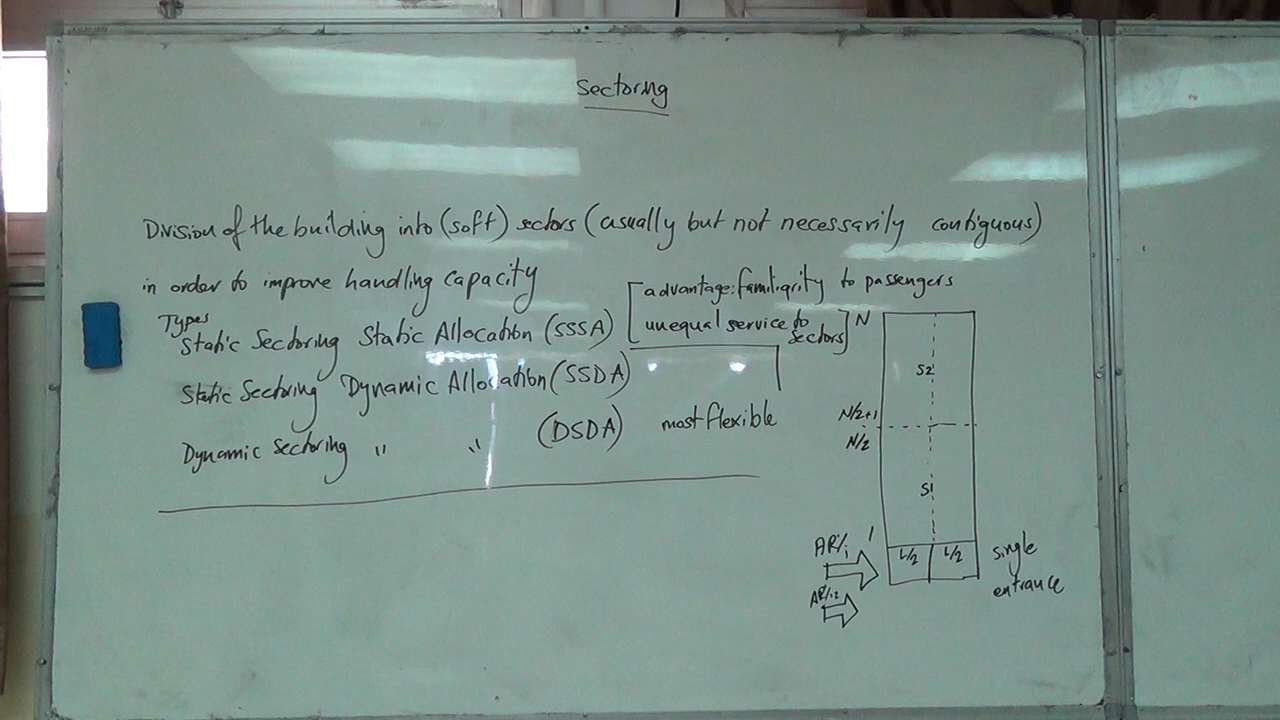 Sectoring
Division of the building into (soft) sectors (usually but not necessarily contiguous)
in order to improve handling capacity
Types
Static Sectoring Static Allocation (SSSA)
[advantage: familiarity to passengers
unequal service to sectors]
Static Sectoring Dynamic Allocation (SSDA)
Dynamic Sectoring " " (DSDA) most flexible
N
S2
N/2+1
N/2
S1
1
AR%1
L/2 L/2
single
entrance
AR%2